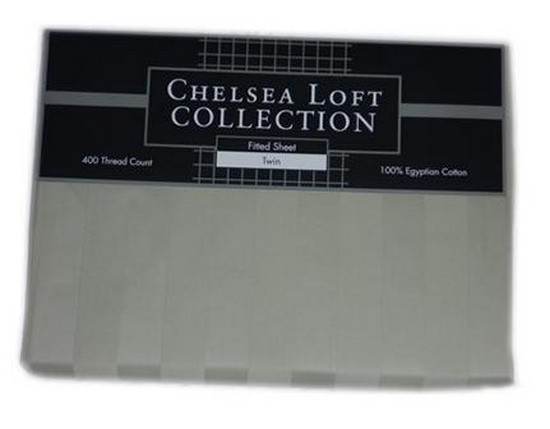 CHELSEA LOFT
COLLECTION
Fitted Sheet
Twin
400 Thread Count
100% Egyptian Cotton